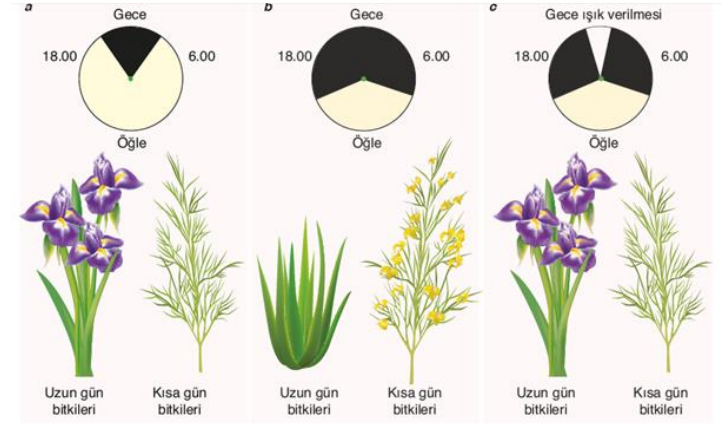 a
Gece
18.00
6.00
Öğle
Uzun gün
bitkileri
Kısa gün
bitkileri
b
Gece
18.00
6.00
Öğle
Uzun gün
bitkileri
Kısa gün
bitkileri
c
Gece ışık verilmesi
18.00
6.00
Öğle
Uzun gün
bitkileri
Kısa gün
bitkileri